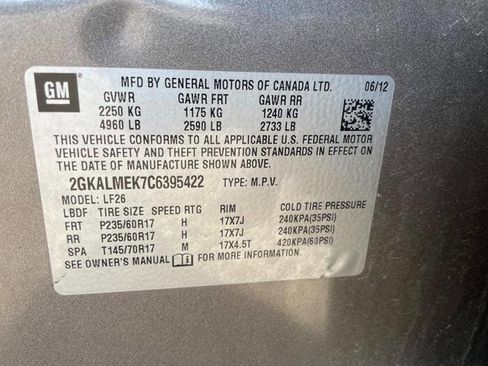 GM
MFD BY GENERAL MOTORS OF CANADA LTD. 06/12
GVWR GAWR FRT GAWR RR
2250 KG 1175 KG 1240 KG
4960 LB 2590 LB 2733 LB
THIS VEHICLE CONFORMS TO ALL APPLICABLE U.S. FEDERAL MOTOR
VEHICLE SAFETY AND THEFT PREVENTION STANDARDS IN EFFECT ON THE
DATE OF MANUFACTURE SHOWN ABOVE.
2GKALMEK7C6395422 TYPE: M.P.V.
MODEL: LF26
LBDF TIRE SIZE SPEED RTG RIM COLD TIRE PRESSURE
FRT P235/60R17 H 17X7J 240KPA(35PSI)
RR P235/60R17 H 17X7J 240KPA(35PSI)
SPA T145/70R17 M 17X4.5T 420KPA(60PSI)
SEE OWNER'S MANUAL FOR MORE INFORMATION.